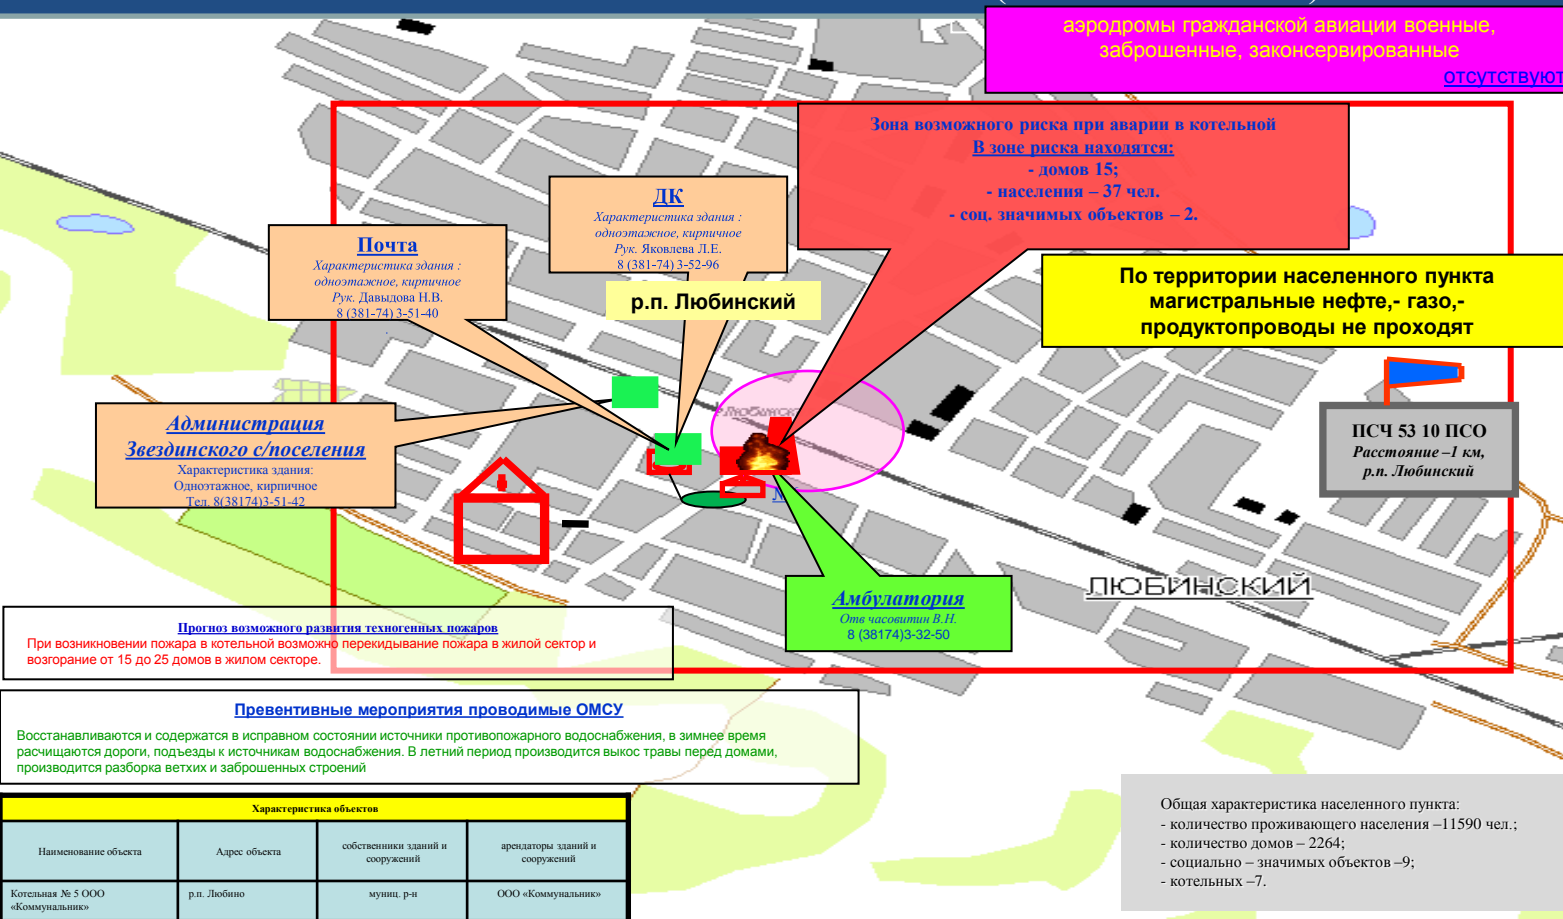 аэродромы гражданской авиации военные,
заброшенные, законсервированные
отсутствуют
Зона возможного риска при аварии в котельной
В зоне риска находятся:
- домов 15;
- населения – 37 чел.
- соц. значимых объектов – 2.
ДК
Характеристика здания :
одноэтажное, кирпичное
Рук. Яковлева Л.Е.
8 (381-74) 3-52-96
Почта
Характеристика здания :
одноэтажное, кирпичное
Рук. Давыдова Н.В.
8 (381-74) 3-51-40
.
р.п. Любинский
По территории населенного пункта
магистральные нефте,- газо,-
продуктопроводы не проходят
Администрация
Звездинского с/поселения
Характеристика здания:
Одноэтажное, кирпичное
Тел. 8(38174)3-51-42
ПСЧ 53 10 ПСО
Расстояние –1 км,
р.п. Любинский
Амбулатория
Отв часовитин В.Н.
8 (38174)3-32-50
ЛЮБИНСКИЙ
Прогноз возможного развития техногенных пожаров
При возникновении пожара в котельной возможно перекидывание пожара в жилой сектор и
возгорание от 15 до 25 домов в жилом секторе.
Превентивные мероприятия проводимые ОМСУ
Восстанавливаются и содержатся в исправном состоянии источники противопожарного водоснабжения, в зимнее время
расчищаются дороги, подъезды к источникам водоснабжения. В летний период производится выкос травы перед домами,
производится разборка ветхих и заброшенных строений
Характеристика объектов
Наименование объекта
Адрес объекта
собственники зданий и
сооружений
арендаторы зданий и
сооружений
Котельная № 5 ООО
«Коммунальник»
р.п. Любино
муниц. р-н
ООО «Коммунальник»
Общая характеристика населенного пункта:
- количество проживающего населения –11590 чел.;
- количество домов – 2264;
- социально – значимых объектов –9;
- котельных –7.